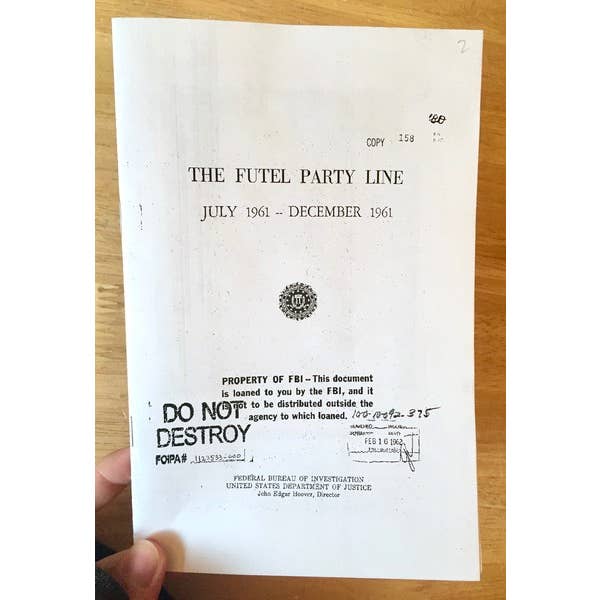 2
'80
COPY 158
THE FUTEL PARTY LINE
JULY 1961 -- DECEMBER 1961
PROPERTY OF FBI -- This document
is loaned to you by the FBI, and it
is not to be distributed outside the
agency to which loaned.
DO NOT
DESTROY
FOIPA#
FEB 16 1962
FEDERAL BUREAU OF INVESTIGATION
UNITED STATES DEPARTMENT OF JUSTICE
John Edgar Hoover, Director